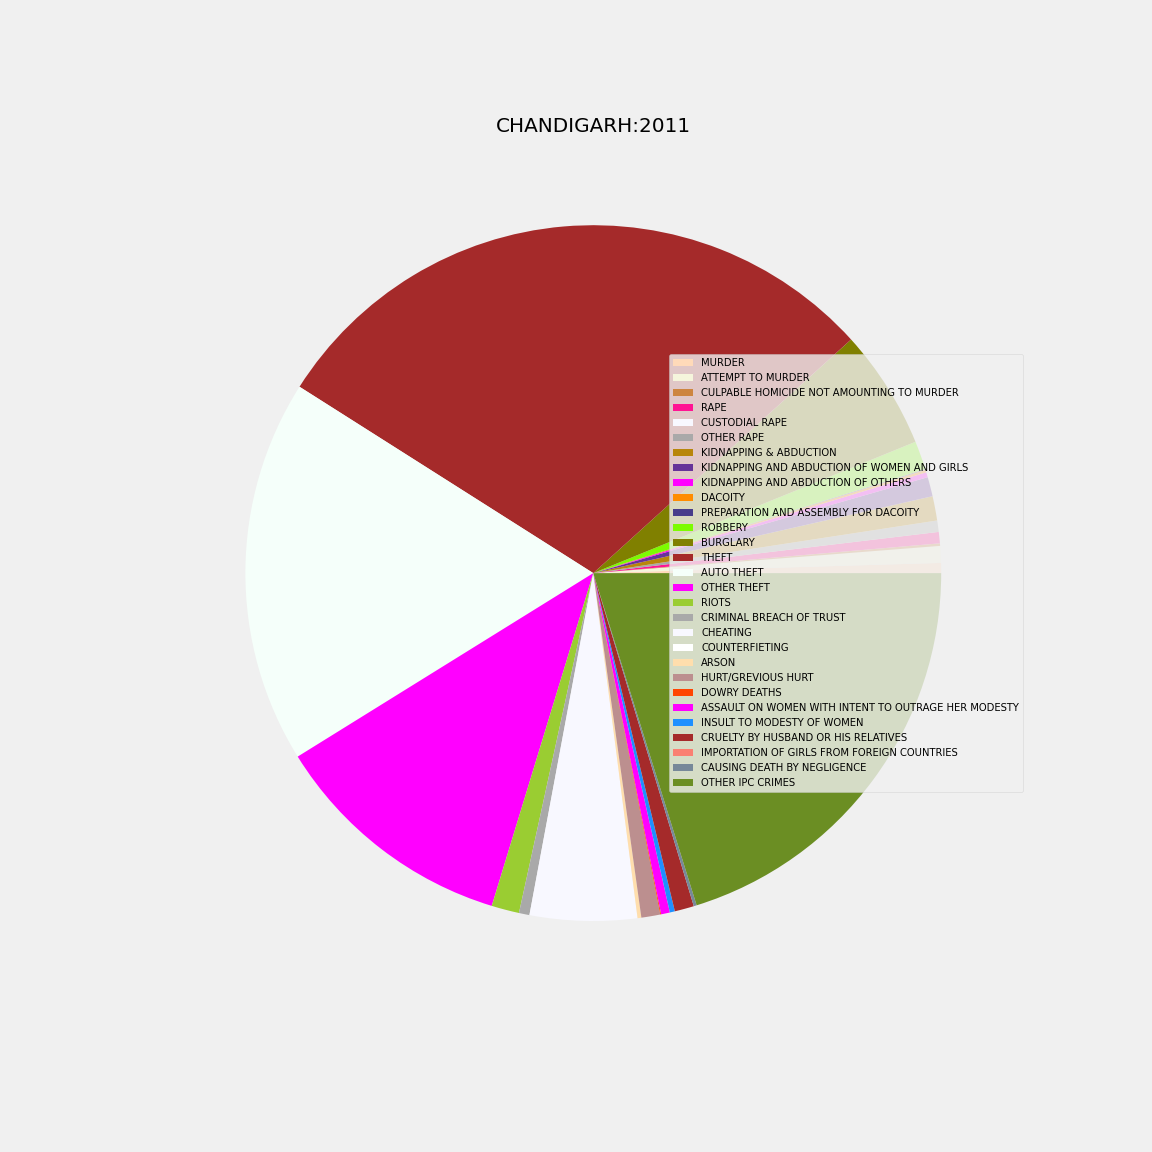 CHANDIGARH:2011
MURDER
ATTEMPT TO MURDER
CULPABLE HOMICIDE NOT AMOUNTING TO MURDER
RAPE
CUSTODIAL RAPE
OTHER RAPE
KIDNAPPING & ABDUCTION
KIDNAPPING AND ABDUCTION OF WOMEN AND GIRLS
KIDNAPPING AND ABDUCTION OF OTHERS
DACOITY
PREPARATION AND ASSEMBLY FOR DACOITY
ROBBERY
BURGLARY
THEFT
AUTO THEFT
OTHER THEFT
RIOTS
CRIMINAL BREACH OF TRUST
CHEATING
COUNTERFIETING
ARSON
HURT/GREVIOUS HURT
DOWRY DEATHS
ASSAULT ON WOMEN WITH INTENT TO OUTRAGE HER MODESTY
INSULT TO MODESTY OF WOMEN
CRUELTY BY HUSBAND OR HIS RELATIVES
IMPORTATION OF GIRLS FROM FOREIGN COUNTRIES
CAUSING DEATH BY NEGLIGENCE
OTHER IPC CRIMES